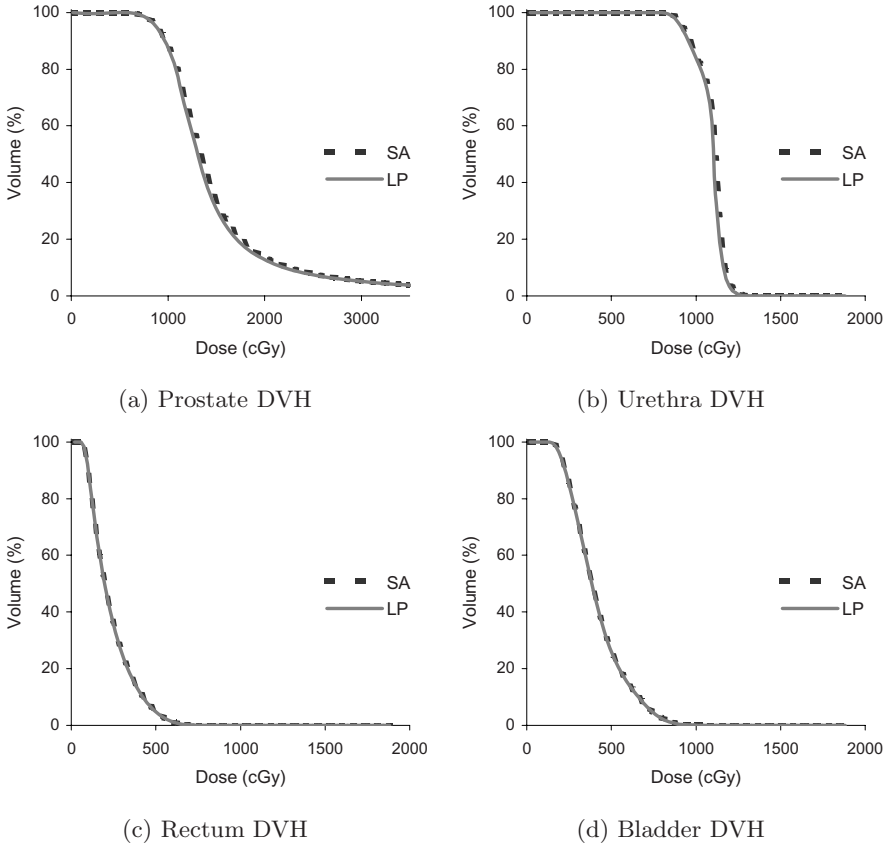 100
80
60
40
20
0
Volume (%)
0 1000 2000 3000
Dose (cGy)
SA
LP
(a) Prostate DVH
100
80
60
40
20
0
Volume (%)
0 500 1000 1500 2000
Dose (cGy)
SA
LP
(b) Urethra DVH
100
80
60
40
20
0
Volume (%)
0 500 1000 1500 2000
Dose (cGy)
SA
LP
(c) Rectum DVH
100
80
60
40
20
0
Volume (%)
0 500 1000 1500 2000
Dose (cGy)
SA
LP
(d) Bladder DVH